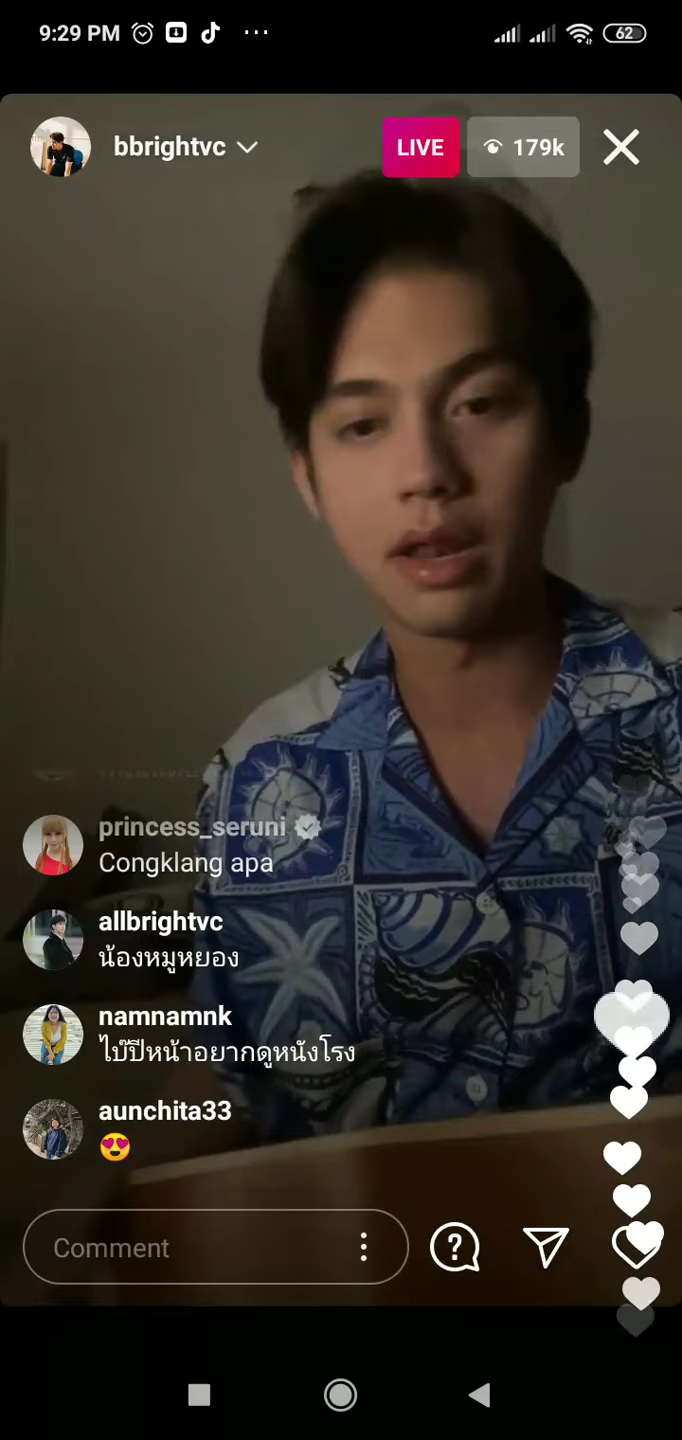 9:29 PM
62
bbrightvc
LIVE
179k
princess_seruni
Congklang apa
allbrightvc
น้องหมูหยอง
namnamnk
ไบ๊ปีหน้าอยากดูหนังโรง
aunchita33
😍
Comment